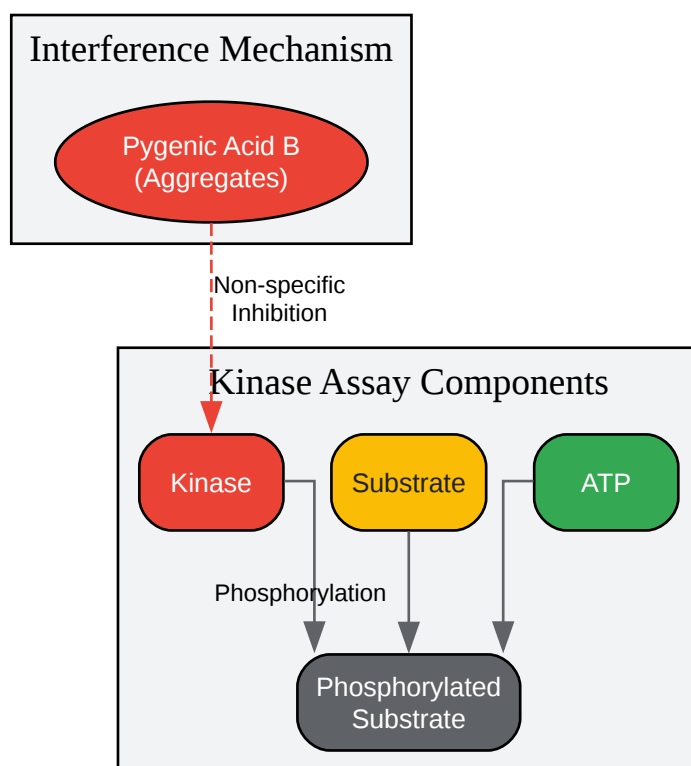 Interference Mechanism
Pygenic Acid B
(Aggregates)
Non-specific
Inhibition
Kinase Assay Components
Kinase
Substrate
ATP
Phosphorylation
Phosphorylated
Substrate